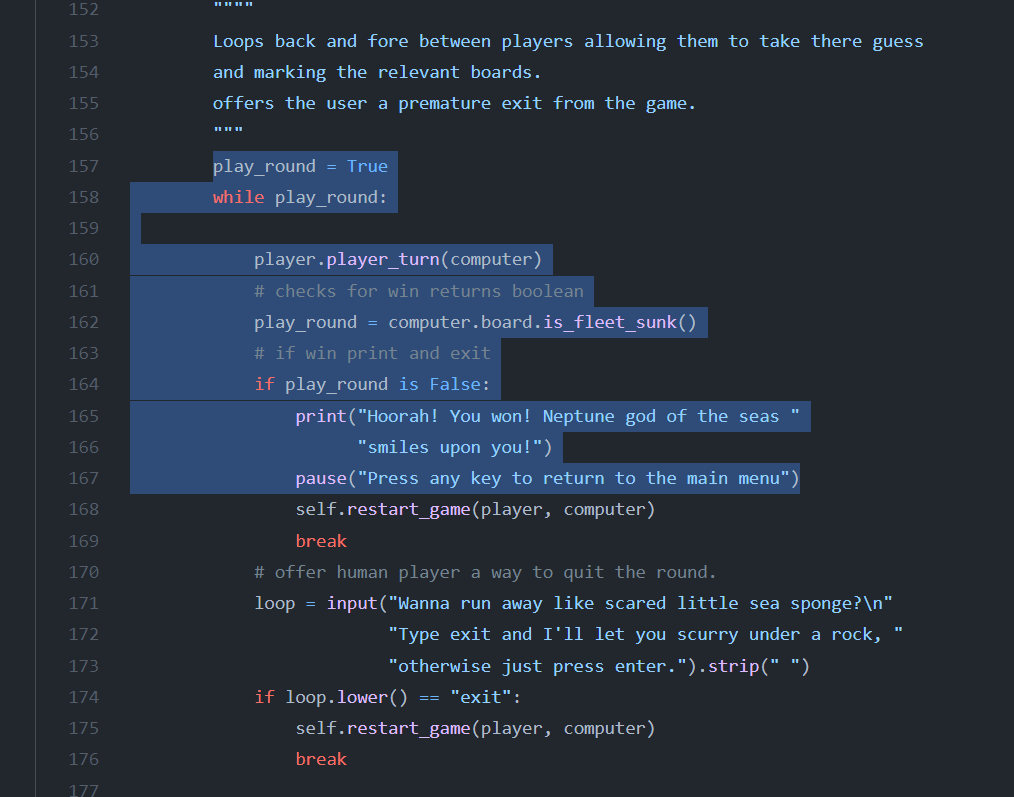 152        """"
153        Loops back and fore between players allowing them to take there guess
154        and marking the relevant boards.
155        offers the user a premature exit from the game.
156        """
157        play_round = True
158        while play_round:
159
160            player.player_turn(computer)
161            # checks for win returns boolean
162            play_round = computer.board.is_fleet_sunk()
163            # if win print and exit
164            if play_round is False:
165                print("Hoorah! You won! Neptune god of the seas "
166                      "smiles upon you!")
167                pause("Press any key to return to the main menu")
168                self.restart_game(player, computer)
169                break
170            # offer human player a way to quit the round.
171            loop = input("Wanna run away like scared little sea sponge?\n"
172                         "Type exit and I'll let you scurry under a rock, "
173                         "otherwise just press enter.").strip(" ")
174            if loop.lower() == "exit":
175                self.restart_game(player, computer)
176                break
177